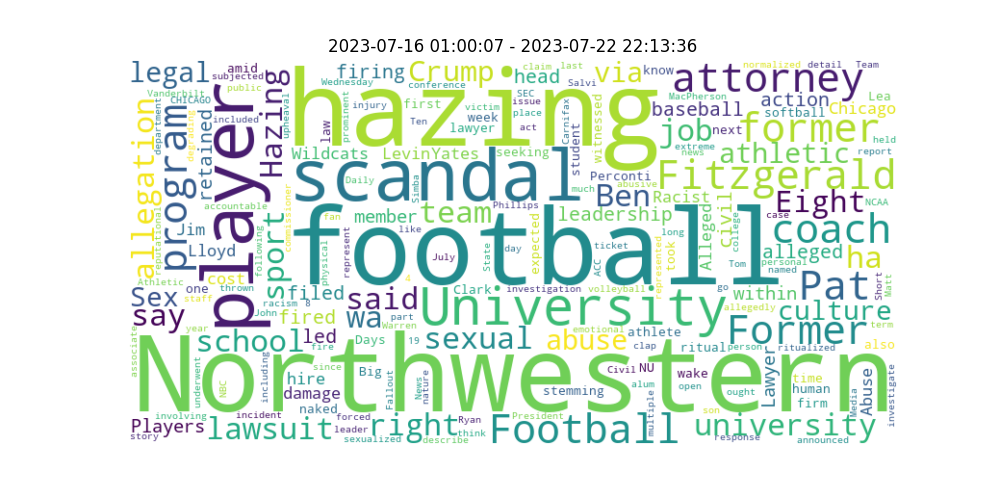 2023-07-16 01:00:07 - 2023-07-22 22:13:36
legal
amid
subjected
firing
Crump
claim
last
conference
Wednesday
head
via
know
normalized
detail
Team
attorney
Salvi
Vanderbilt
CHICAGO
public
hazing
SEC
issue
place
act
MacPherson
baseball
action
softball
Lea
Chicago
injury
first
Ten
week
lawyer
victim
prominent
law
upheaval
included
department
degrading
retained
program
player
Hazing
allegation
Carnifax
student
witnessed
job
next
extreme
news
former
held
report
athletic
Wildcats
LevinYates
seeking
scandal
Daily
Simba
much
Perconti
abusive
Ben
Racist
Fitzgerald
Eight
NCAA
Phillips
member
team
leadership
civil
college
case
coach
accountable
reputational
Jim
Lloyd
following
sport
commissioner
fan
like
represent
physical
football
July
State
day
expected
ACC
ticket
long
represented
took
Alleged
Tom
personal
named
alleged
ha
Athletic
cost
one
thrown
staff
Sex
say
filed
said
4
Clark
investigation
volleyball
go
within
Pat
Short
Matt
allegedly
culture
term
John
racism
8
fired
part
wa
Warren
University
emotional
athlete
Former
year
school
led
fire
Days
19
sexual
abuse
clap
ritual
person
ritualized
also
associate
Northwestern
underwent
NBC
including
since
hire
damage
naked
Big
Fallout
News
nature
stemming
Civil
NU
alum
open
wake
ought
Lawyer
time
human
firm
Media
Abuse
investigate
involving
incident
forced
Ryan
President
son
multiple
Players
story
lawsuit
leader
sexualized
right
describe
think
Football
university
response
announced